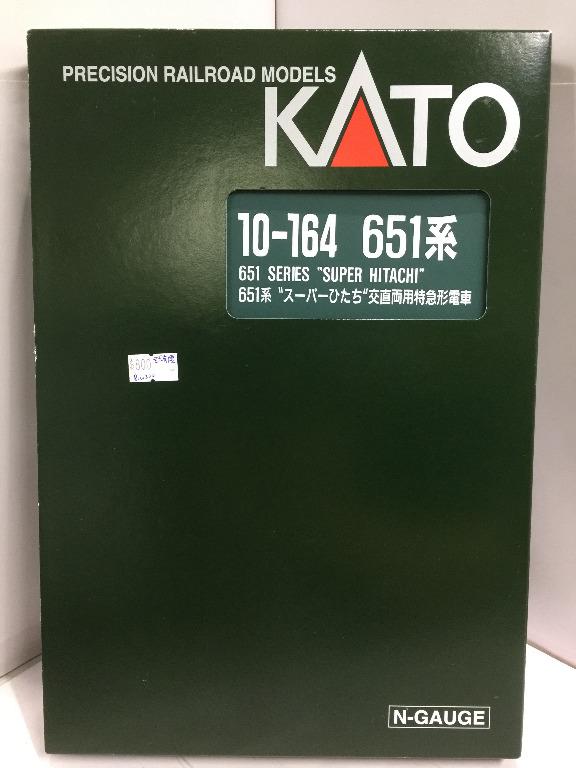 PRECISION RAILROAD MODELS
KATO
10-164 651系
651 SERIES "SUPER HITACHI"
651系 "スーパーひたち"交直両用特急形電車
N-GAUGE